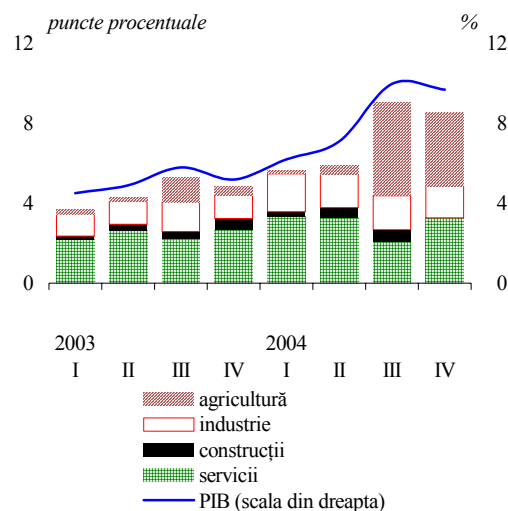 puncte procentuale %
12 12
8 8
4 4
0 0
2003 2004
I II III IV I II III IV
agricultură
industrie
construcții
servicii
PIB (scala din dreapta)